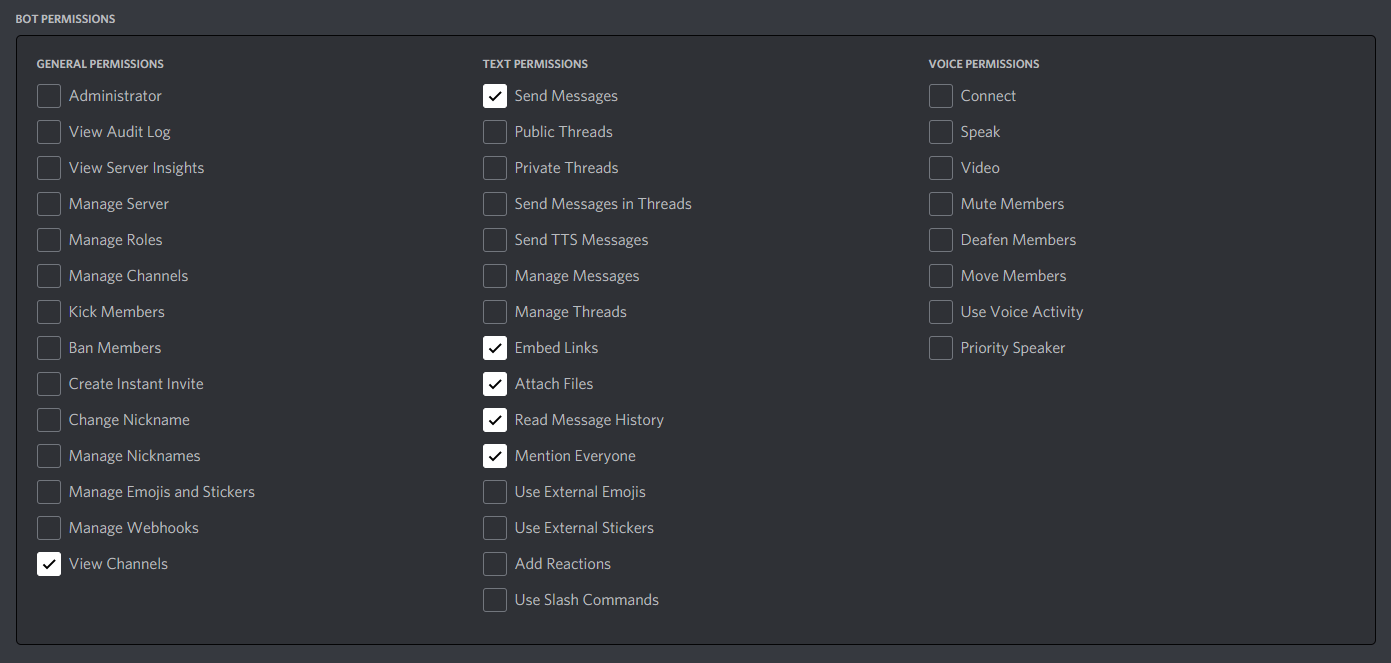 BOT PERMISSIONS
GENERAL PERMISSIONS
Administrator
View Audit Log
View Server Insights
Manage Server
Manage Roles
Manage Channels
Kick Members
Ban Members
Create Instant Invite
Change Nickname
Manage Nicknames
Manage Emojis and Stickers
Manage Webhooks
View Channels
TEXT PERMISSIONS
Send Messages
Public Threads
Private Threads
Send Messages in Threads
Send TTS Messages
Manage Messages
Manage Threads
Embed Links
Attach Files
Read Message History
Mention Everyone
Use External Emojis
Use External Stickers
Add Reactions
Use Slash Commands
VOICE PERMISSIONS
Connect
Speak
Video
Mute Members
Deafen Members
Move Members
Use Voice Activity
Priority Speaker